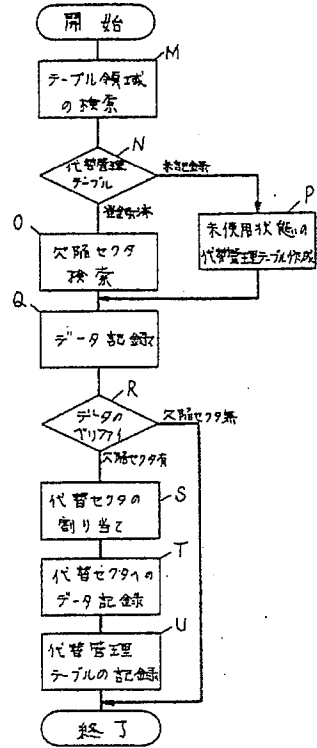 開始
M
テーブル領域
の検索
N
代替管理
テーブル
未記録
登録済
P
未使用状態の
代替管理テーブル作成
O
欠陥セクタ
検索
Q
データ記録
R
データの
ベリファイ
欠陥セクタ無
欠陥セクタ有
S
代替セクタの
割り当て
T
代替セクタへの
データ記録
U
代替管理
テーブルの記録
終了